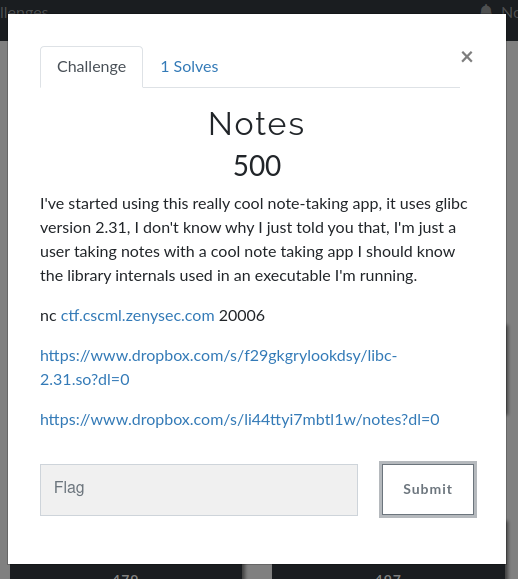 llenges
No
Challenge
1 Solves
×
Notes
500
I've started using this really cool note-taking app, it uses glibc
version 2.31, I don't know why I just told you that, I'm just a
user taking notes with a cool note taking app I should know
the library internals used in an executable I'm running.
nc ctf.cscml.zenysec.com 20006
https://www.dropbox.com/s/f29gkgrylookdsy/libc-
2.31.so?dl=0
https://www.dropbox.com/s/li44ttyi7mbtl1w/notes?dl=0
Flag
Submit